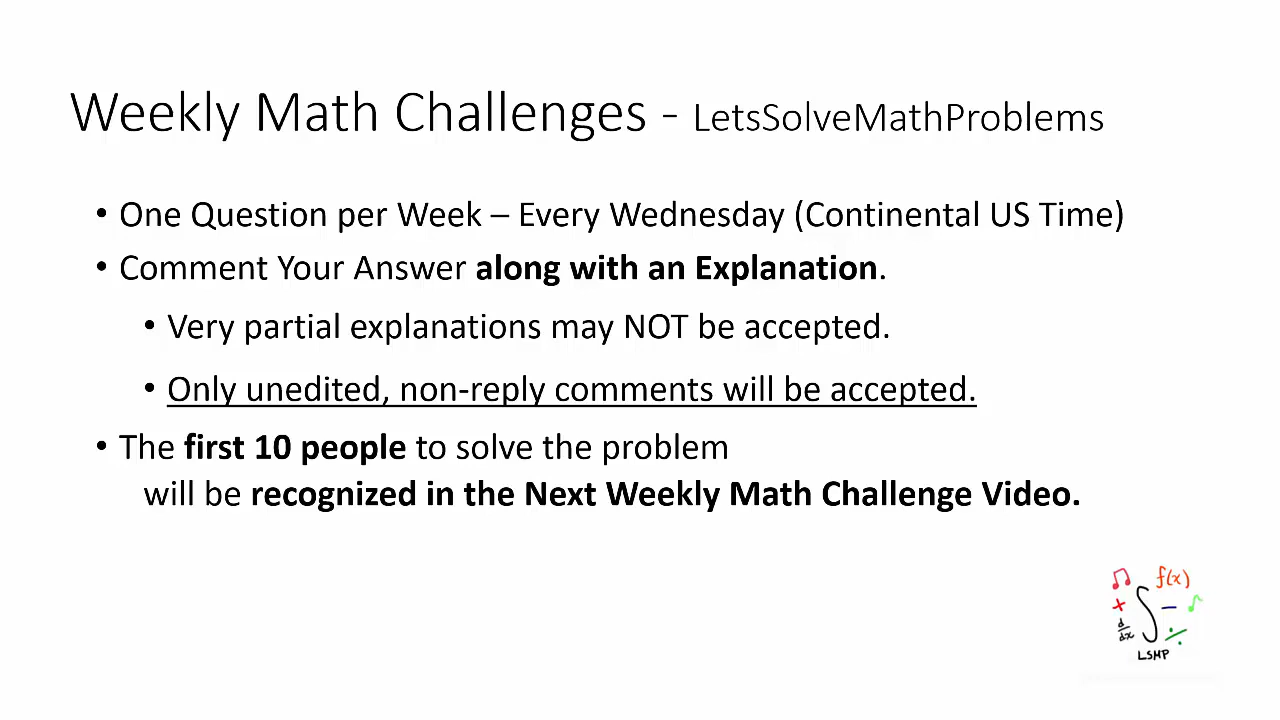 Weekly Math Challenges - LetsSolveMathProblems
• One Question per Week – Every Wednesday (Continental US Time)
• Comment Your Answer along with an Explanation.
• Very partial explanations may NOT be accepted.
• Only unedited, non-reply comments will be accepted.
• The first 10 people to solve the problem
will be recognized in the Next Weekly Math Challenge Video.
f(x)
+ ∫ −
d/dx ÷
LSMP